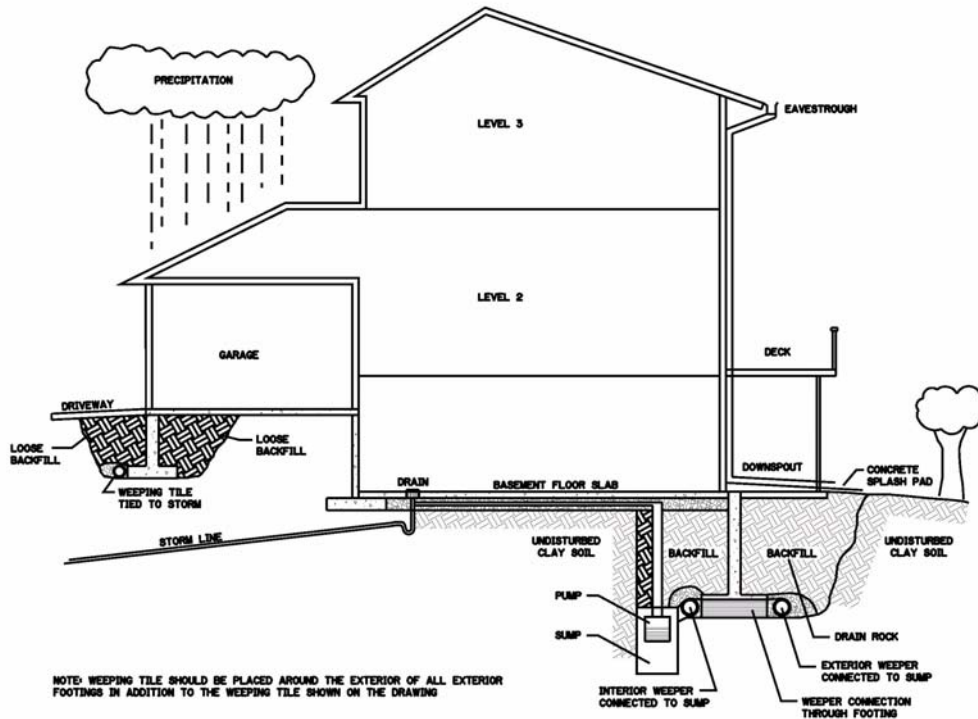 PRECIPITATION
LEVEL 3
EAVESTROUGH
LEVEL 2
GARAGE
DECK
DRIVEWAY
LOOSE
BACKFILL
LOOSE
BACKFILL
WEEPING TILE
TIED TO STORM
DRAIN
BASEMENT FLOOR SLAB
DOWNSPOUT
CONCRETE
SPLASH PAD
STORM LINE
UNDISTURBED
CLAY SOIL
BACKFILL
BACKFILL
UNDISTURBED
CLAY SOIL
PUMP
SUMP
DRAIN ROCK
INTERIOR WEEPER
CONNECTED TO SUMP
EXTERIOR WEEPER
CONNECTED TO SUMP
WEEPER CONNECTION
THROUGH FOOTING
NOTE: WEEPING TILE SHOULD BE PLACED AROUND THE EXTERIOR OF ALL EXTERIOR
FOOTINGS IN ADDITION TO THE WEEPING TILE SHOWN ON THE DRAWING